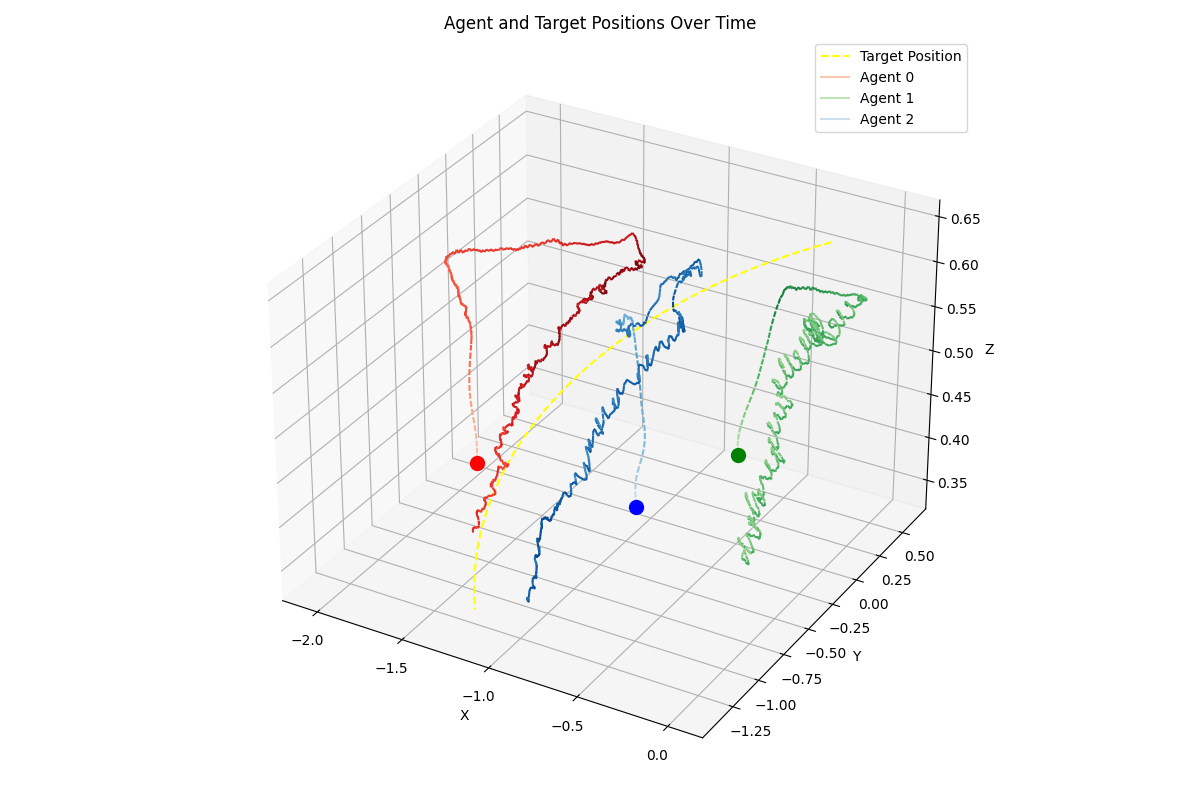 Agent and Target Positions Over Time
Target Position
Agent 0
Agent 1
Agent 2
0.65
0.60
0.55
0.50
Z
0.45
0.40
0.35
0.50
0.25
0.00
−0.25
−0.50
Y
−0.75
−1.00
−1.25
−2.0
−1.5
−1.0
X
−0.5
0.0